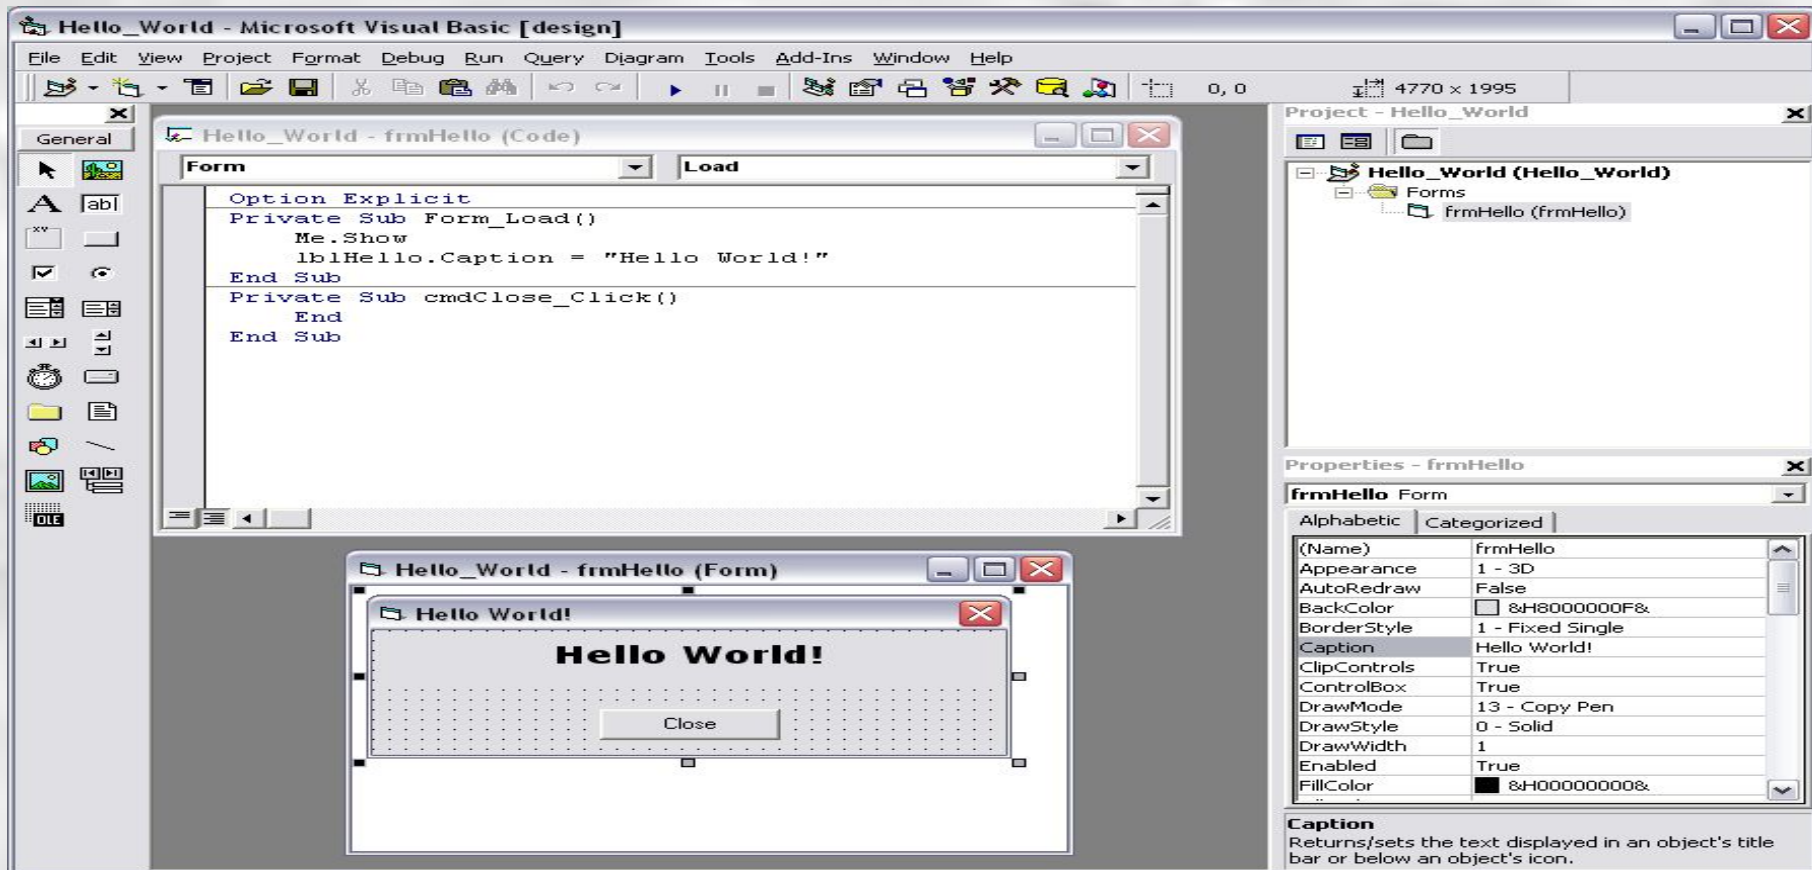 Hello_World - Microsoft Visual Basic [design]
File Edit View Project Format Debug Run Query Diagram Tools Add-Ins Window Help
0, 0 4770 x 1995
General
Hello_World - frmHello (Code)
Form Load
Option Explicit
Private Sub Form_Load()
Me.Show
lblHello.Caption = "Hello World!"
End Sub
Private Sub cmdClose_Click()
End
End Sub
A abl
xv
OLE
Hello_World - frmHello (Form)
Hello World!
Hello World!
Close
Project - Hello_World
Hello_World (Hello_World)
Forms
frmHello (frmHello)
Properties - frmHello
frmHello Form
Alphabetic Categorized
(Name) frmHello
Appearance 1 - 3D
AutoRedraw False
BackColor &H8000000F&
BorderStyle 1 - Fixed Single
Caption Hello World!
ClipControls True
ControlBox True
DrawMode 13 - Copy Pen
DrawStyle 0 - Solid
DrawWidth 1
Enabled True
FillColor &H00000000&
Caption
Returns/sets the text displayed in an object's title
bar or below an object's icon.